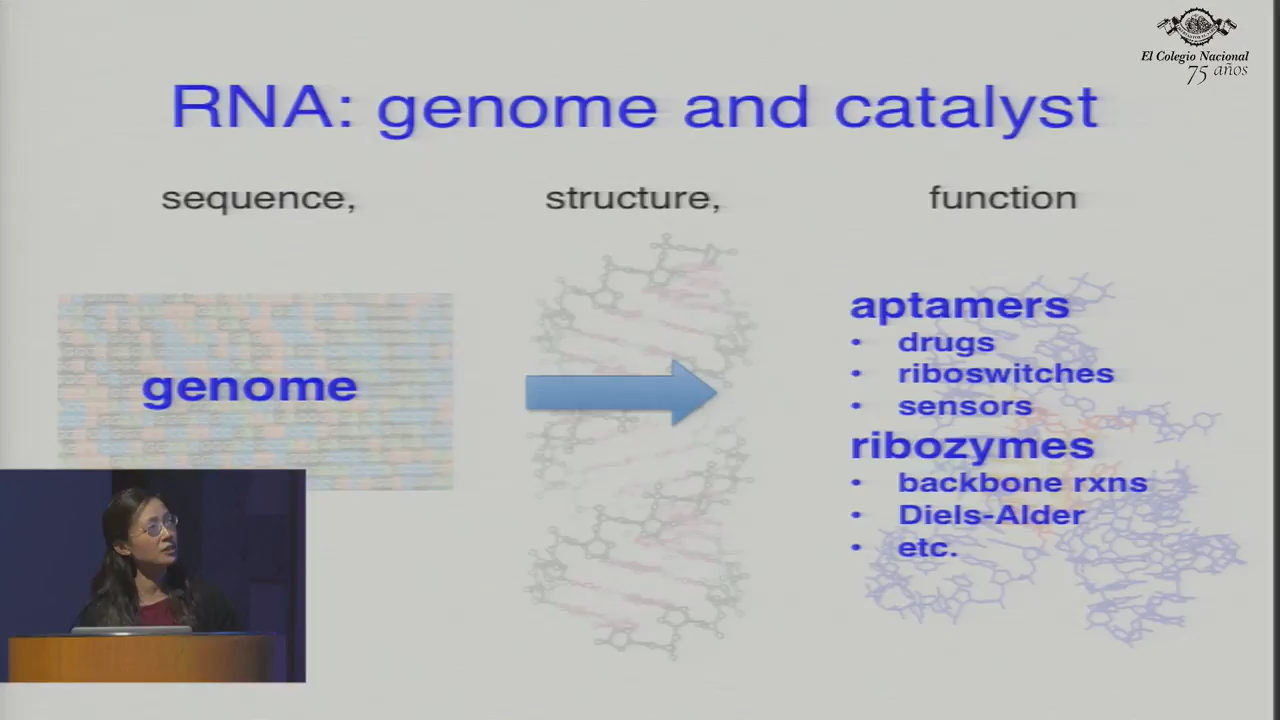 El Colegio Nacional
75 años
RNA: genome and catalyst
sequence, structure, function
genome
aptamers
• drugs
• riboswitches
• sensors
ribozymes
• backbone rxns
• Diels-Alder
• etc.